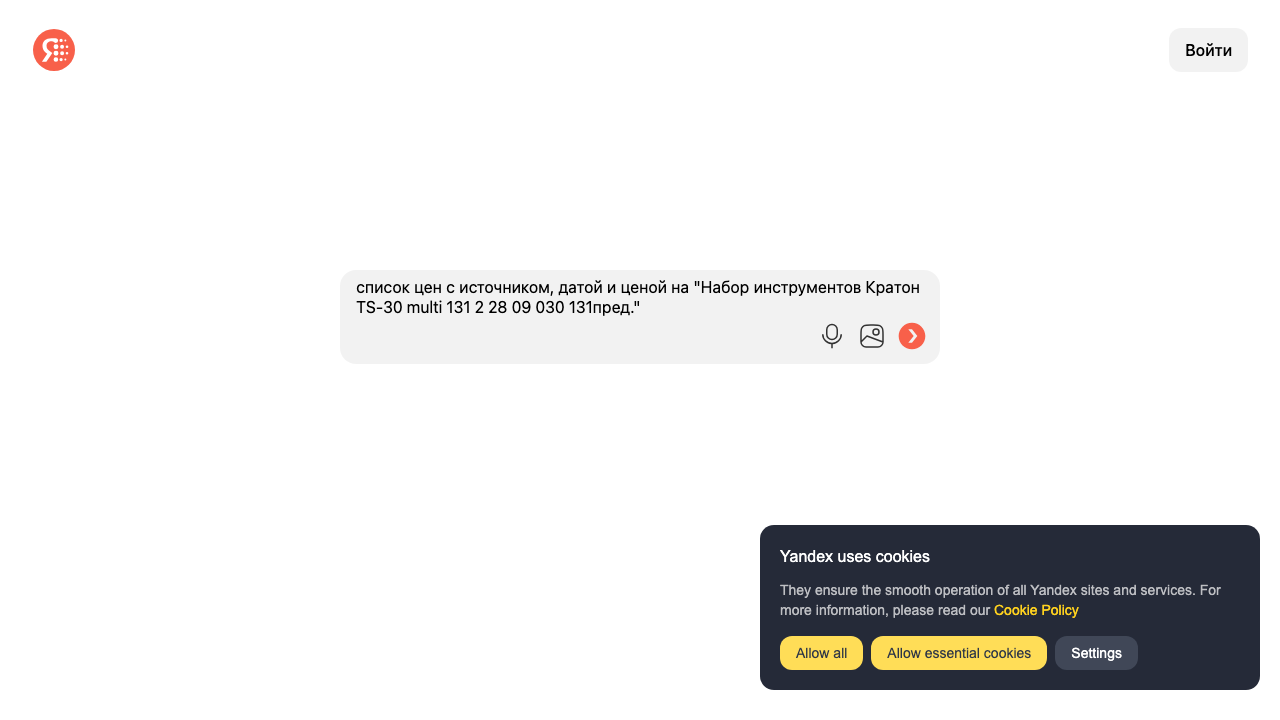 Я
Войти
список цен с источником, датой и ценой на "Набор инструментов Кратон
TS-30 multi 131 2 28 09 030 131пред."
Yandex uses cookies
They ensure the smooth operation of all Yandex sites and services. For
more information, please read our Cookie Policy
Allow all
Allow essential cookies
Settings